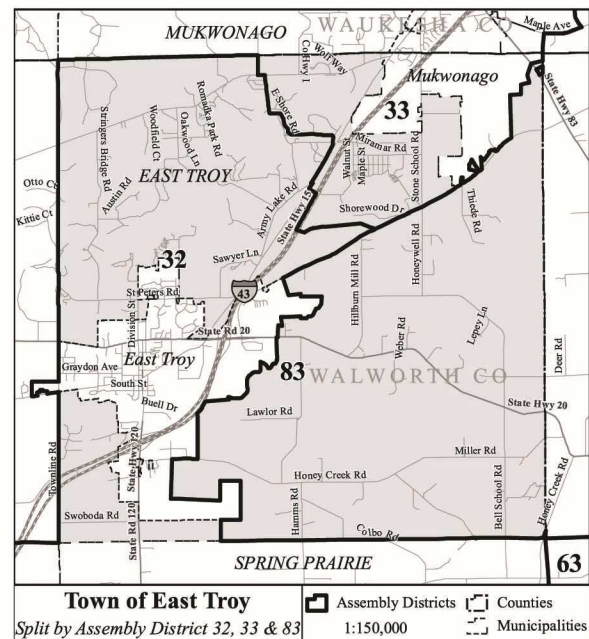 WAUKESHA CO
Maple Ave
MUKWONAGO
Wolf Way
Co Hwy I
Mukwonago
State Hwy 83
33
E Shore Rd
Romadka Park Rd
Oakwood Ln
Woodfield Ct
Stringers Bridge Rd
Austin Rd
EAST TROY
Otto Ct
Kittie Ct
Miramar Rd
Walnut St
Maple St
Stone School Rd
Army Lake Rd
State Hwy 15
Shorewood Dr
Thiede Rd
Sawyer Ln
32
43
St Peters Rd
Division St
State Rd 20
Hillburn Mill Rd
Honeywell Rd
Weber Rd
Lepey Ln
Deer Rd
East Troy
83
WALWORTH CO
Graydon Ave
South St
Buell Dr
State Hwy 20
Lawlor Rd
Townline Rd
State Hwy 120
Honey Creek Rd
Miller Rd
Bell School Rd
Honey Creek Rd
Swoboda Rd
State Rd 120
Hamms Rd
Colbo Rd
SPRING PRAIRIE
63
Town of East Troy
Split by Assembly District 32, 33 & 83
Assembly Districts
Counties
1:150,000
Municipalities